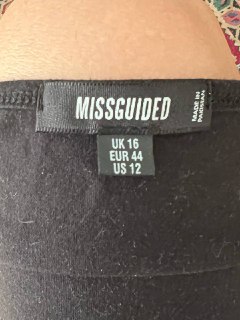 MISSGUIDED
MADE IN
PAKISTAN
UK 16
EUR 44
US 12